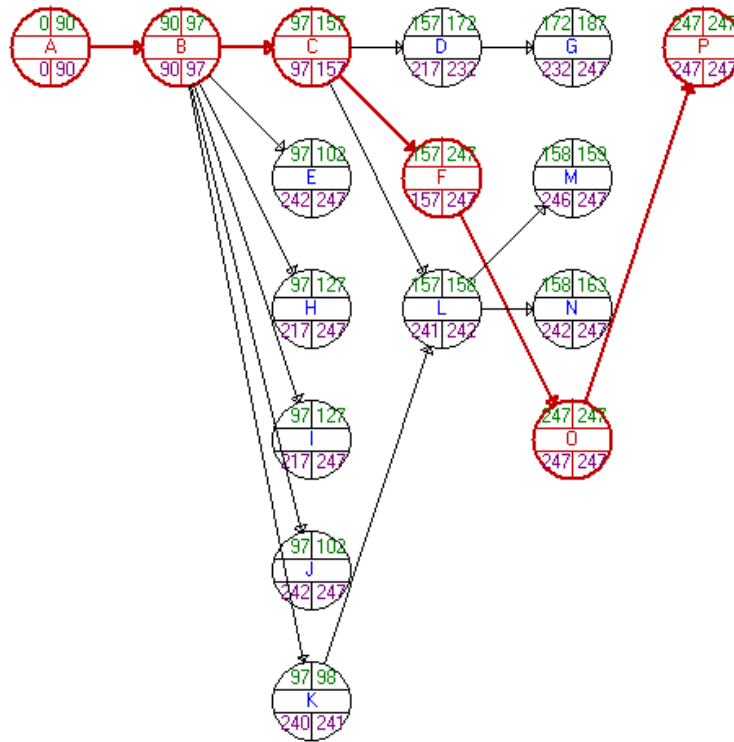 0 90 90 97 97 157 157 172 172 187 247 247
A B C D G P
0 90 90 97 97 157 217 232 232 247 247 247
97 102 157 247 158 159
E F M
242 247 157 247 246 247
97 127 157 158 158 163
H L N
217 247 241 242 242 247
97 127 247 247
I O
217 247 247 247
97 102
J
242 247
97 98
K
240 241